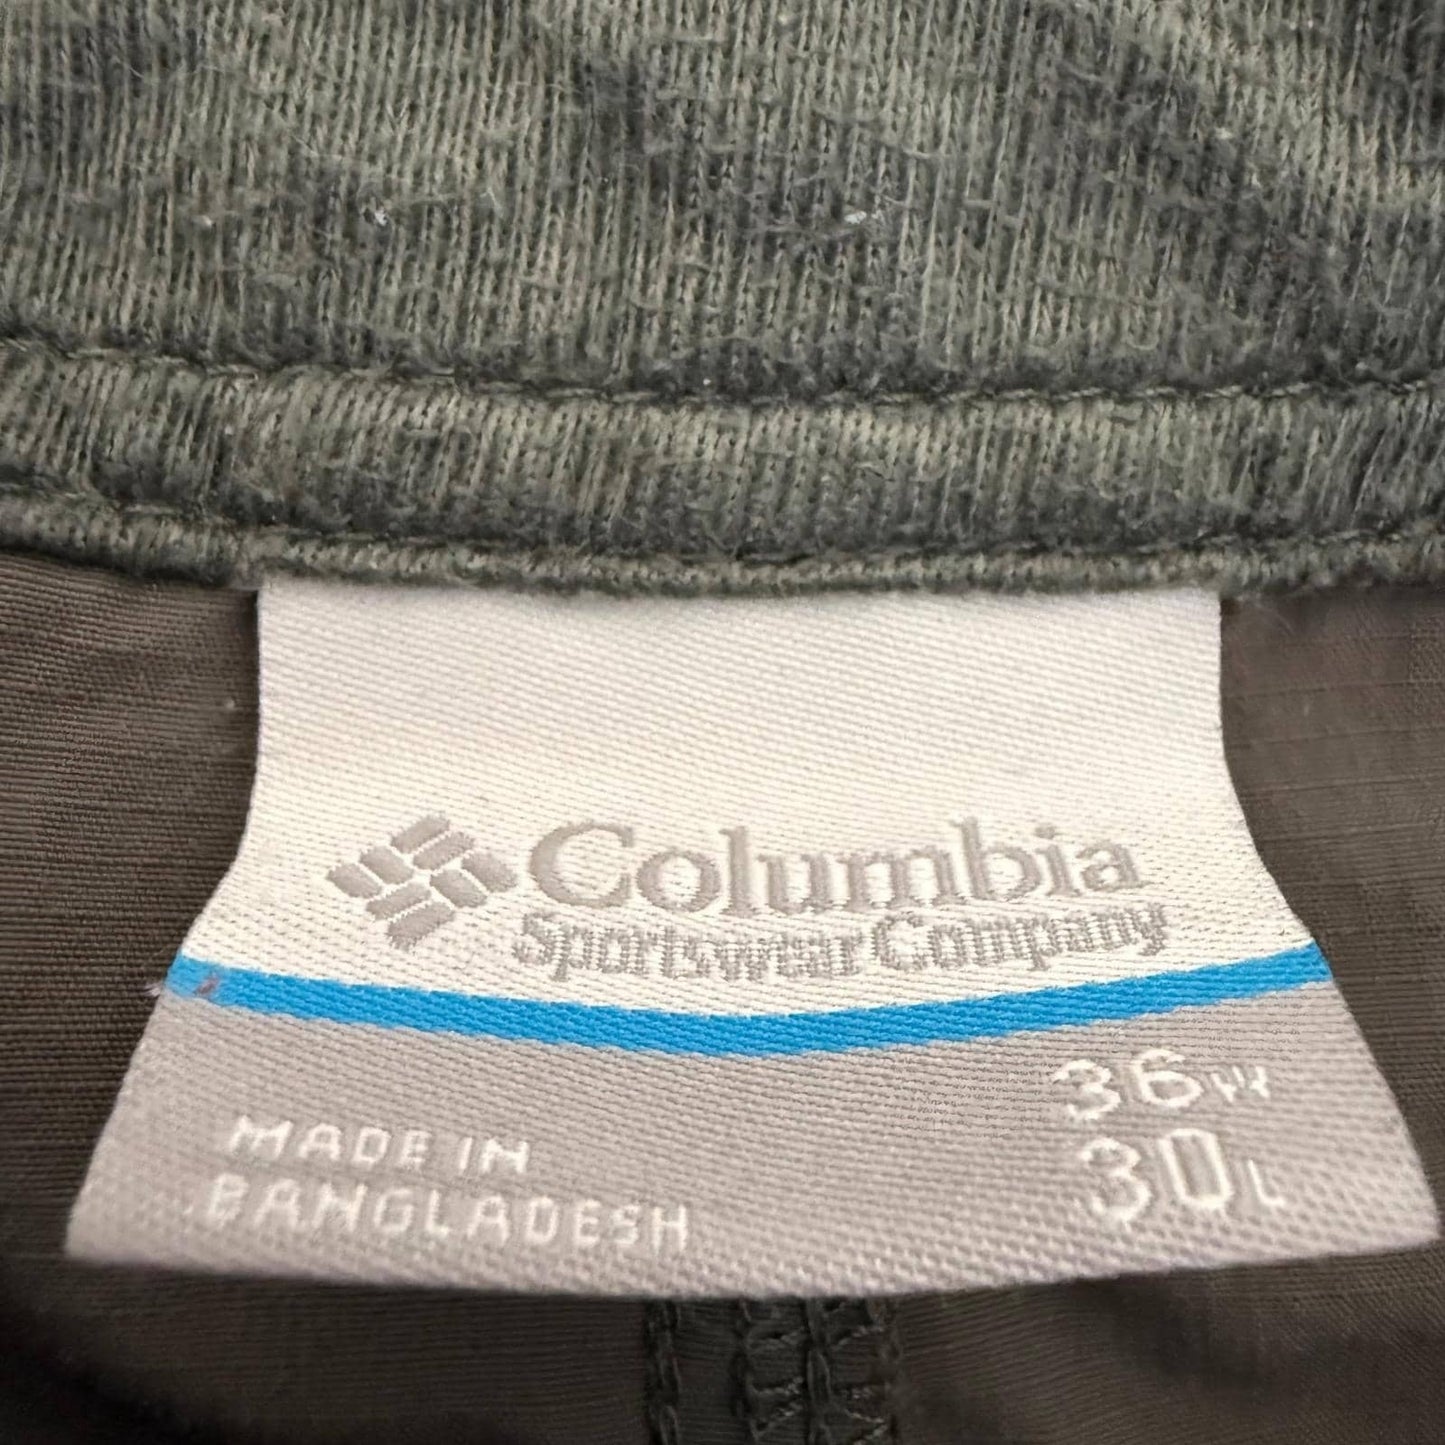 Columbia
Sportswear Company
36W
30L
MADE IN
BANGLADESH